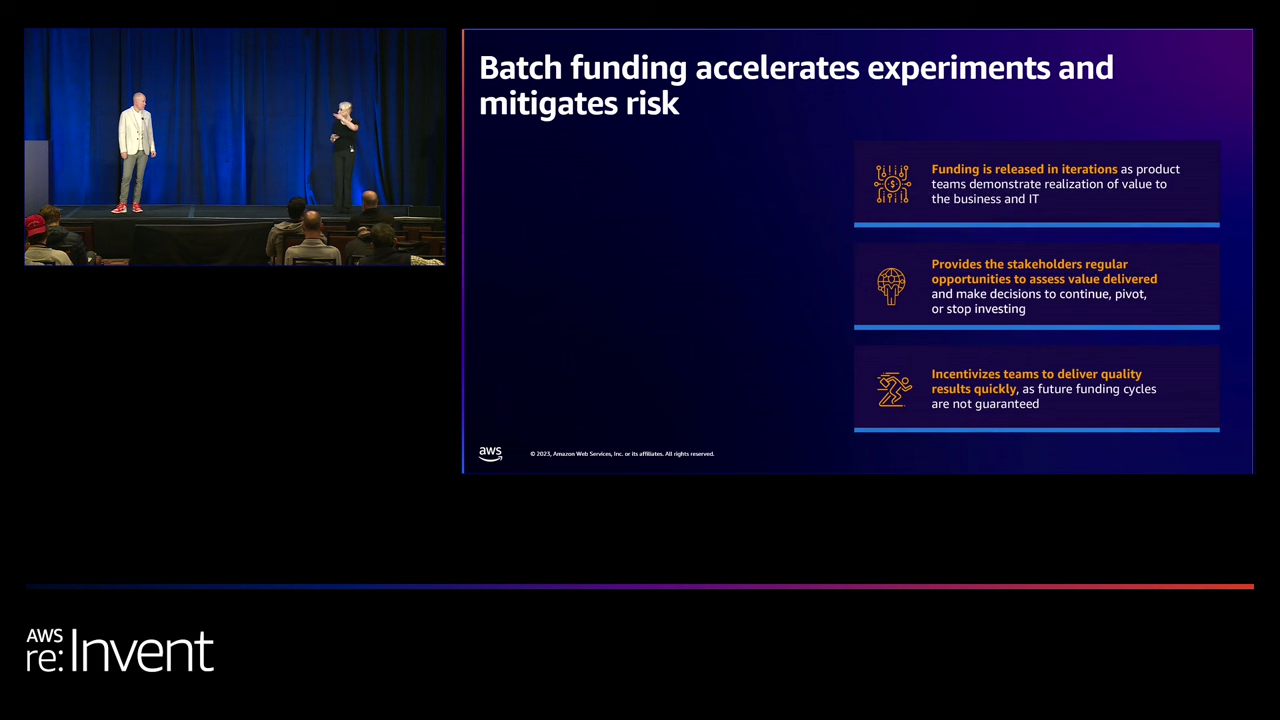 Batch funding accelerates experiments and
mitigates risk
Funding is released in iterations as product
teams demonstrate realization of value to
the business and IT
Provides the stakeholders regular
opportunities to assess value delivered
and make decisions to continue, pivot,
or stop investing
Incentivizes teams to deliver quality
results quickly, as future funding cycles
are not guaranteed
aws
© 2023, Amazon Web Services, Inc. or its affiliates. All rights reserved.
AWS
re:Invent